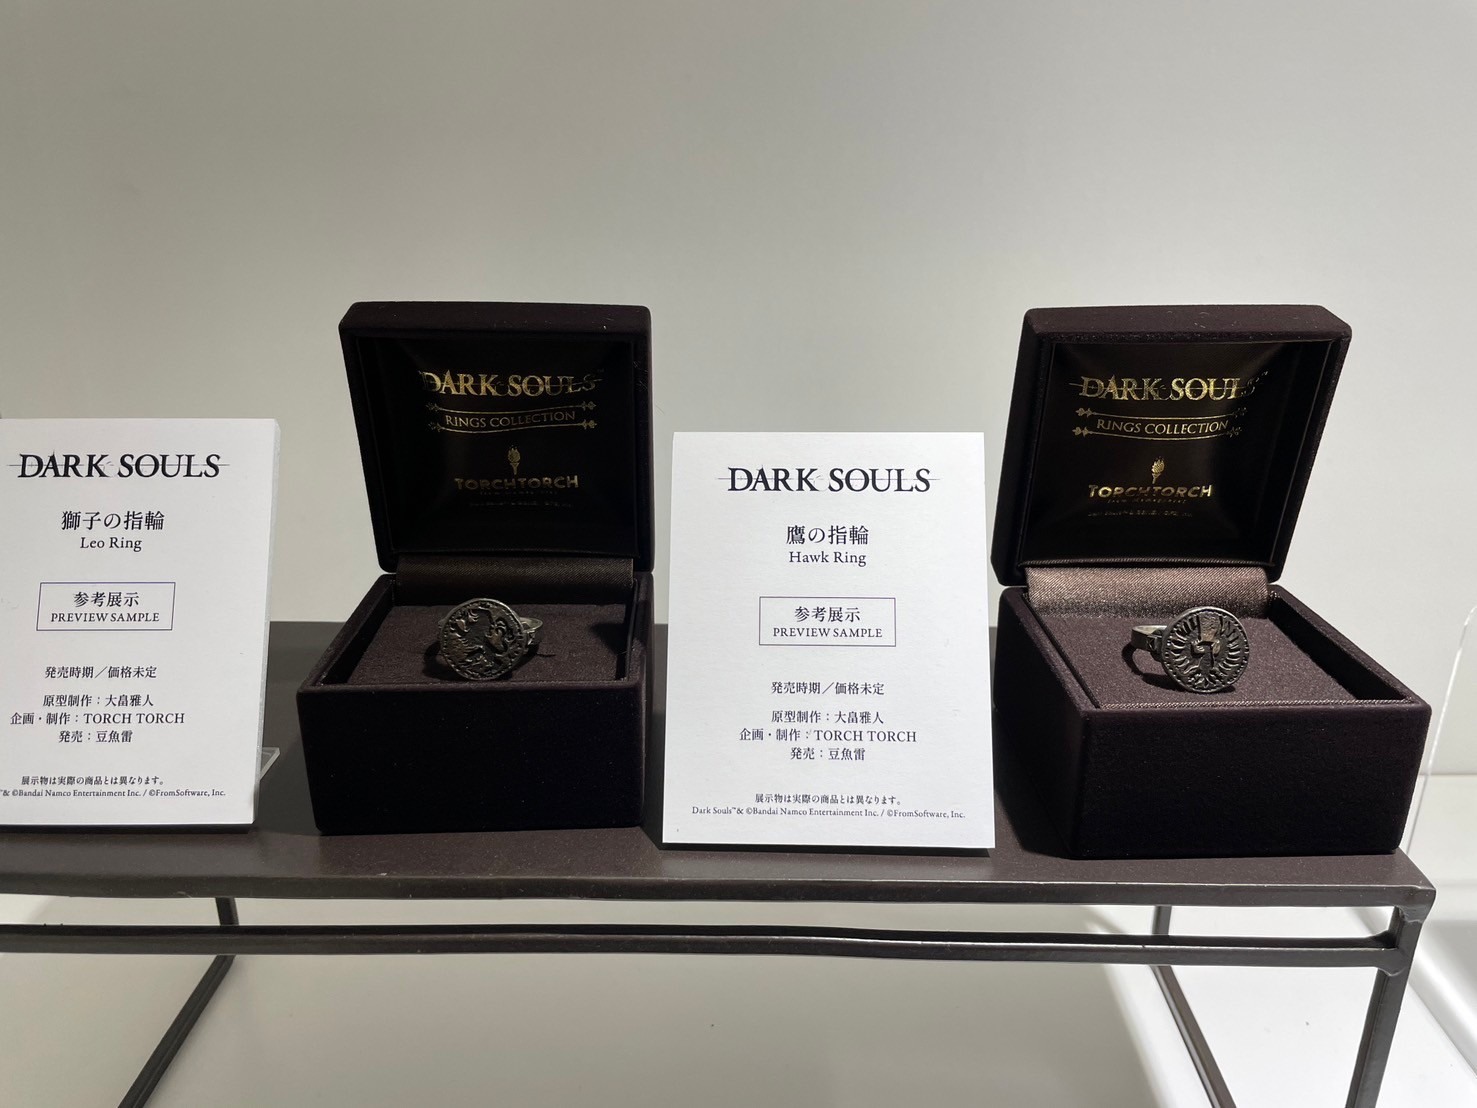 DARK SOULS
獅子の指輪
Leo Ring
参考展示
PREVIEW SAMPLE
発売時期／価格未定
原型制作：大畠雅人
企画・制作：TORCH TORCH
発売：豆魚雷
展示物は実際の商品とは異なります。
& ©Bandai Namco Entertainment Inc. / ©FromSoftware, Inc.
DARK SOULS
RINGS COLLECTION
TORCHTORCH
DARK SOULS
鷹の指輪
Hawk Ring
参考展示
PREVIEW SAMPLE
発売時期／価格未定
原型制作：大畠雅人
企画・制作：TORCH TORCH
発売：豆魚雷
展示物は実際の商品とは異なります。
Dark Souls™& ©Bandai Namco Entertainment Inc. / ©FromSoftware, Inc.
DARK SOULS
RINGS COLLECTION
TORCHTORCH